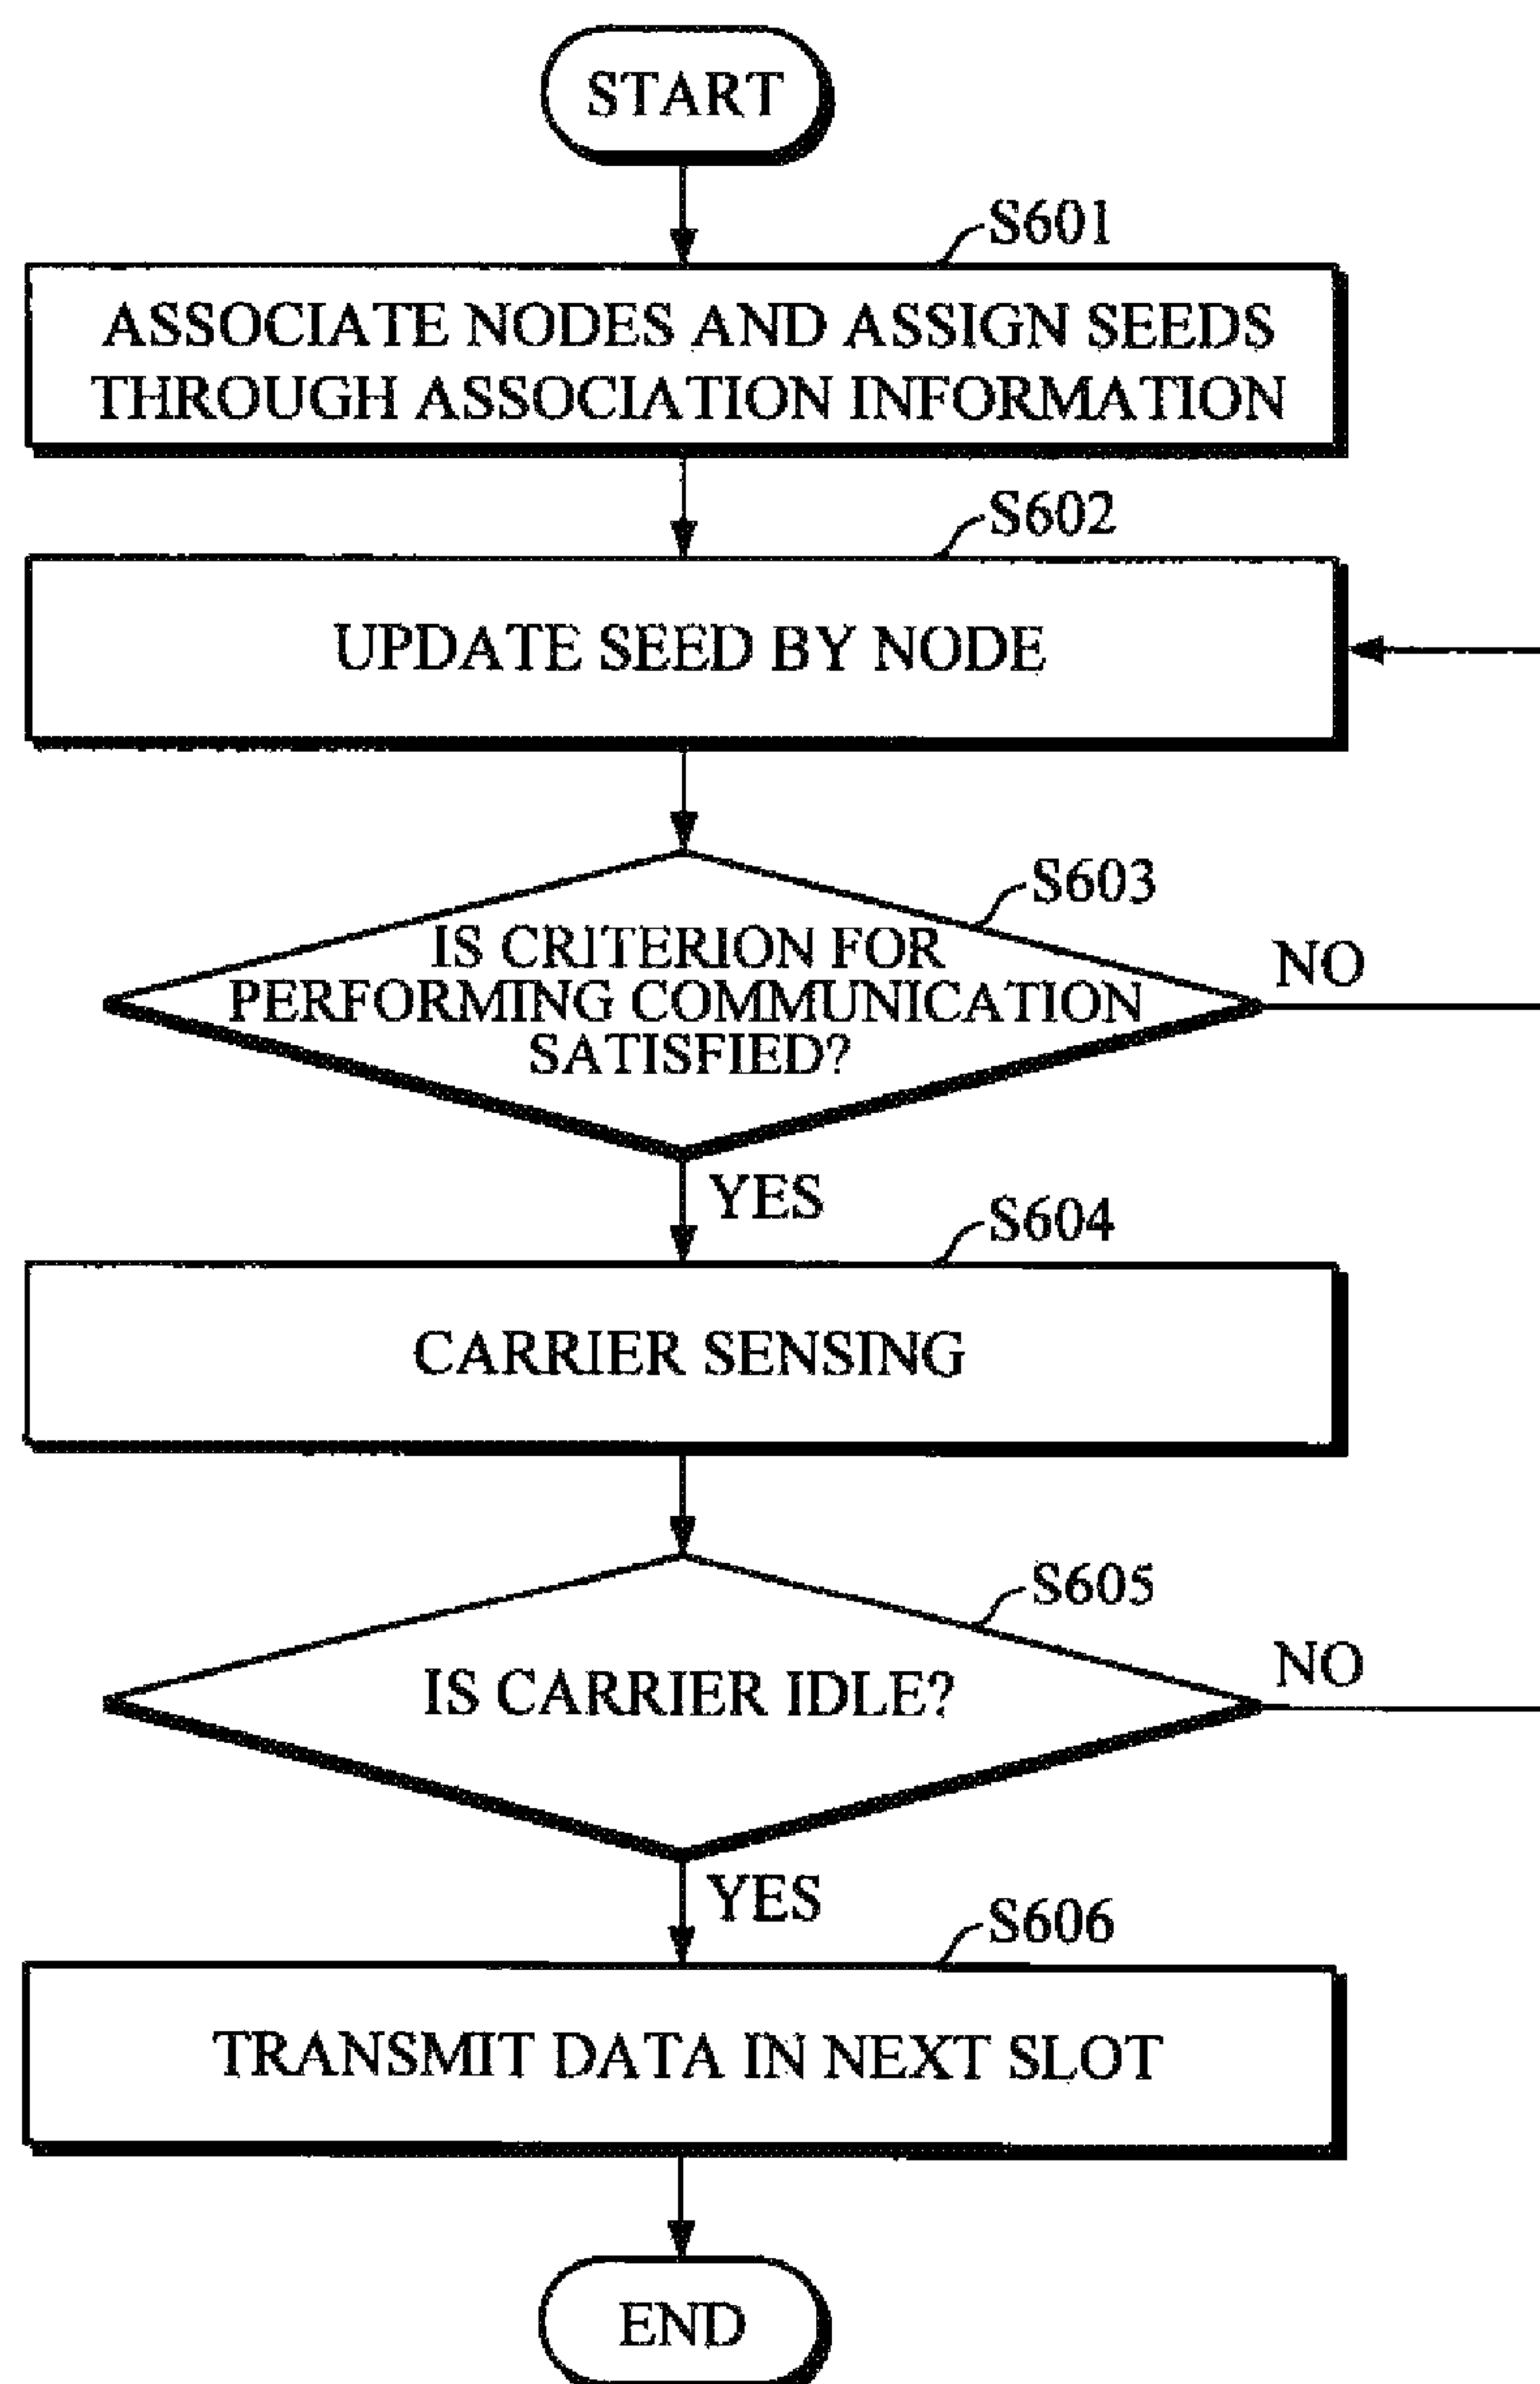 START
S601
ASSOCIATE NODES AND ASSIGN SEEDS
THROUGH ASSOCIATION INFORMATION
S602
UPDATE SEED BY NODE
S603
IS CRITERION FOR
PERFORMING COMMUNICATION
SATISFIED?
NO
YES
S604
CARRIER SENSING
S605
IS CARRIER IDLE?
NO
YES
S606
TRANSMIT DATA IN NEXT SLOT
END